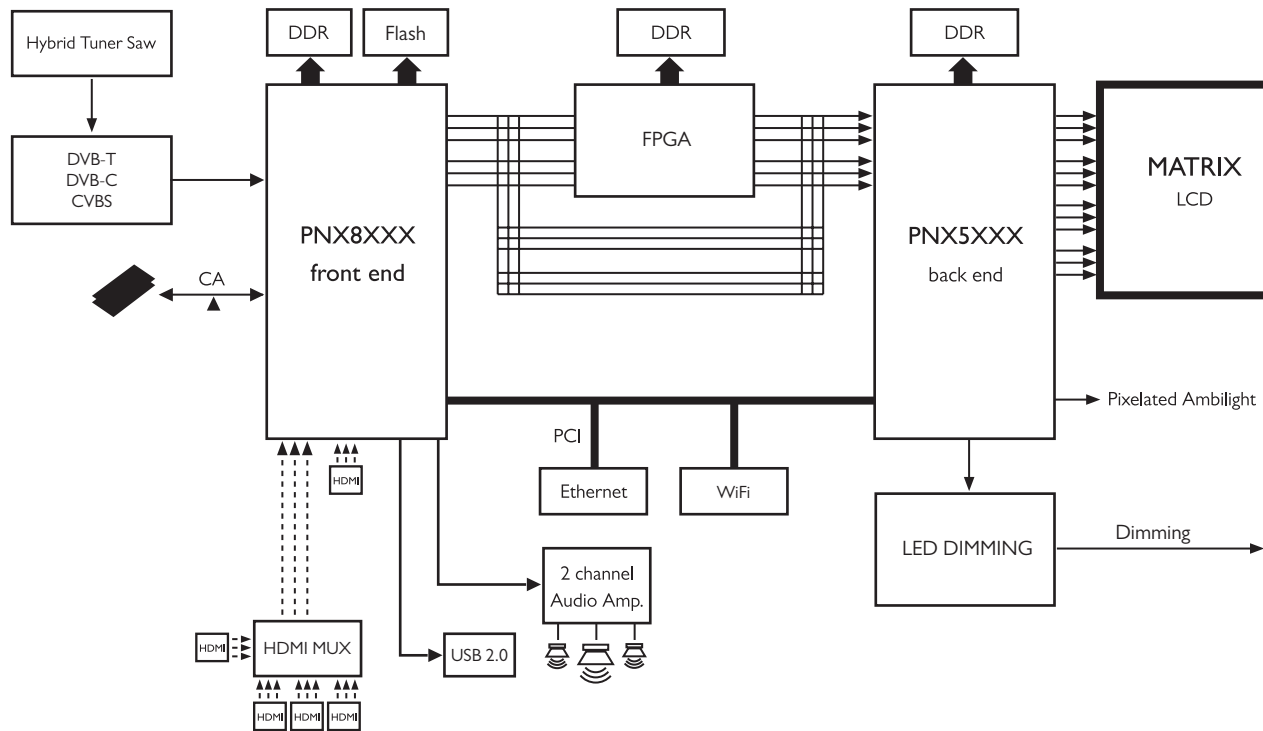 Hybrid Tuner Saw
DDR
Flash
DDR
DDR
DVB-T
DVB-C
CVBS
FPGA
MATRIX
LCD
PNX8XXX
front end
PNX5XXX
back end
CA
Pixelated Ambilight
PCI
HDMI
Ethernet
WiFi
LED DIMMING
Dimming
2 channel
Audio Amp.
HDMI
HDMI MUX
USB 2.0
HDMI
HDMI
HDMI